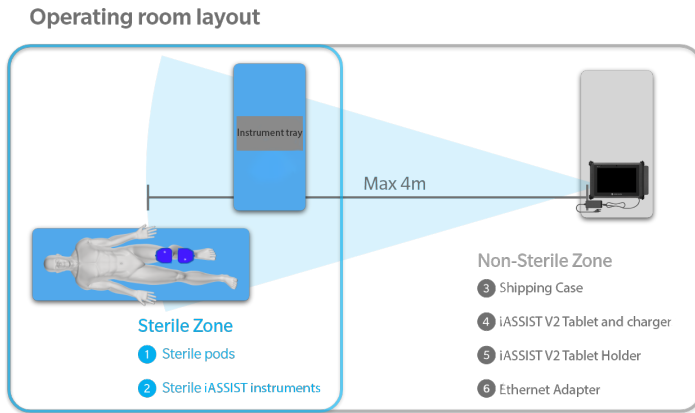 Operating room layout
Instrument tray
Max 4m
Sterile Zone
1 Sterile pods
2 Sterile iASSIST instruments
Non-Sterile Zone
3 Shipping Case
4 iASSIST V2 Tablet and charger
5 iASSIST V2 Tablet Holder
6 Ethernet Adapter